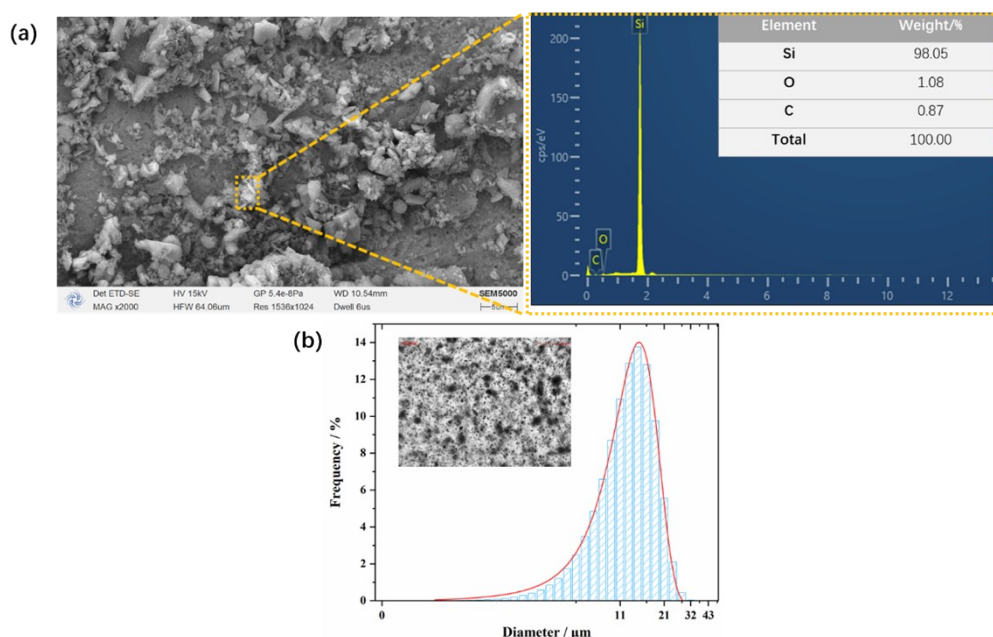 (a)
Det ETD-SE HV 15kV GP 5.4e-8Pa WD 10.54mm SEM5000
MAG x2000 HFW 64.06um Res 1536x1024 Dwell 6us
200
150
100
50
0
cps/eV
Si
O
C
0 2 4 6 8 10 12
Element Weight/%
Si 98.05
O 1.08
C 0.87
Total 100.00
(b)
14
12
10
8
6
4
2
0
Frequency / %
0 11 21 32 43
Diameter / μm